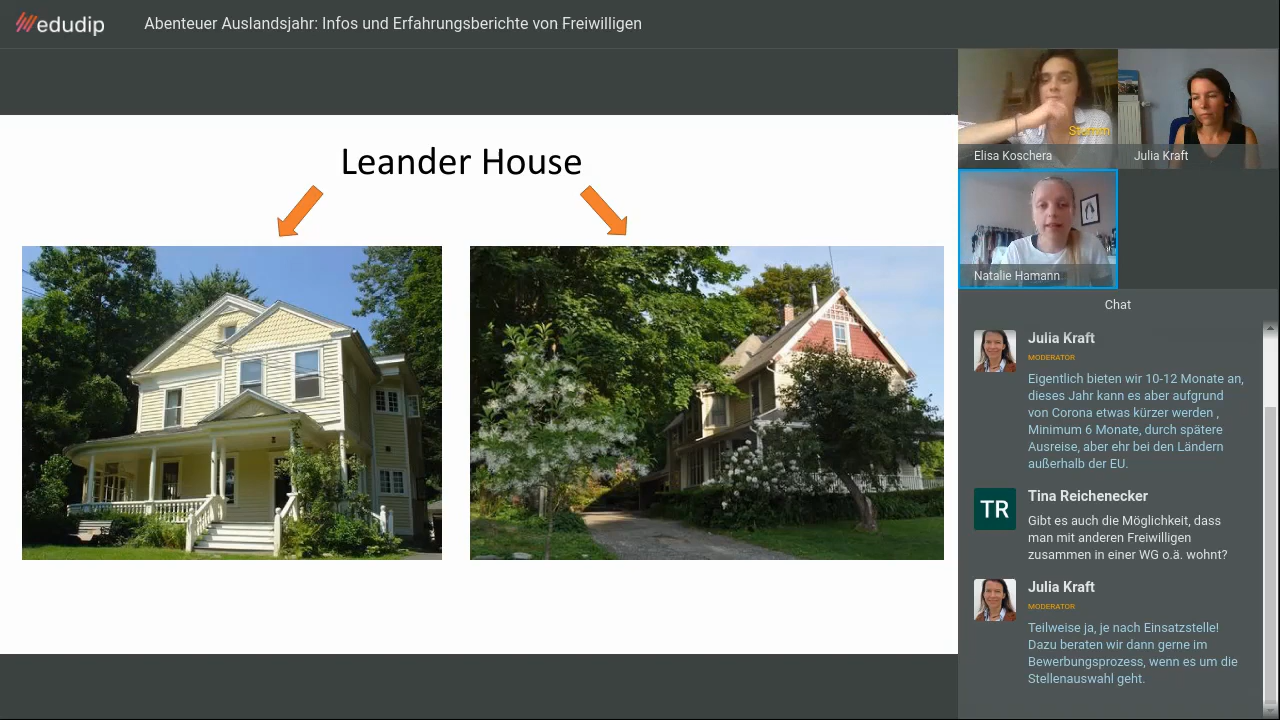 edudip
Abenteuer Auslandsjahr: Infos und Erfahrungsberichte von Freiwilligen
Leander House
Stumm
Elisa Koschera
Julia Kraft
Natalie Hamann
Chat
Julia Kraft
MODERATOR
Eigentlich bieten wir 10-12 Monate an,
dieses Jahr kann es aber aufgrund
von Corona etwas kürzer werden ,
Minimum 6 Monate, durch spätere
Ausreise, aber ehr bei den Ländern
außerhalb der EU.
TR
Tina Reichenecker
Gibt es auch die Möglichkeit, dass
man mit anderen Freiwilligen
zusammen in einer WG o.ä. wohnt?
Julia Kraft
MODERATOR
Teilweise ja, je nach Einsatzstelle!
Dazu beraten wir dann gerne im
Bewerbungsprozess, wenn es um die
Stellenauswahl geht.